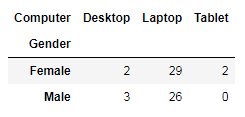 Computer Desktop Laptop Tablet
Gender
Female 2 29 2
Male 3 26 0